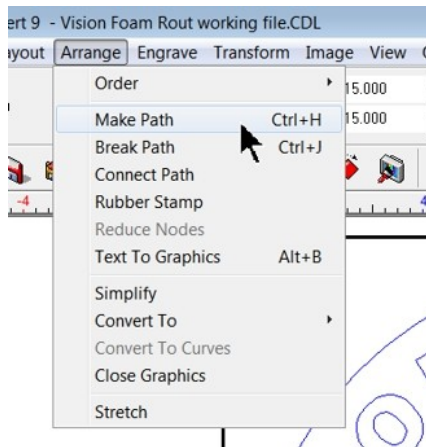 ert 9 - Vision Foam Rout working file.CDL
ayout Arrange Engrave Transform Image View
Order
15.000
Make Path Ctrl+H
15.000
Break Path Ctrl+J
Connect Path
Rubber Stamp
-4
4
Reduce Nodes
Text To Graphics Alt+B
Simplify
Convert To
Convert To Curves
Close Graphics
Stretch